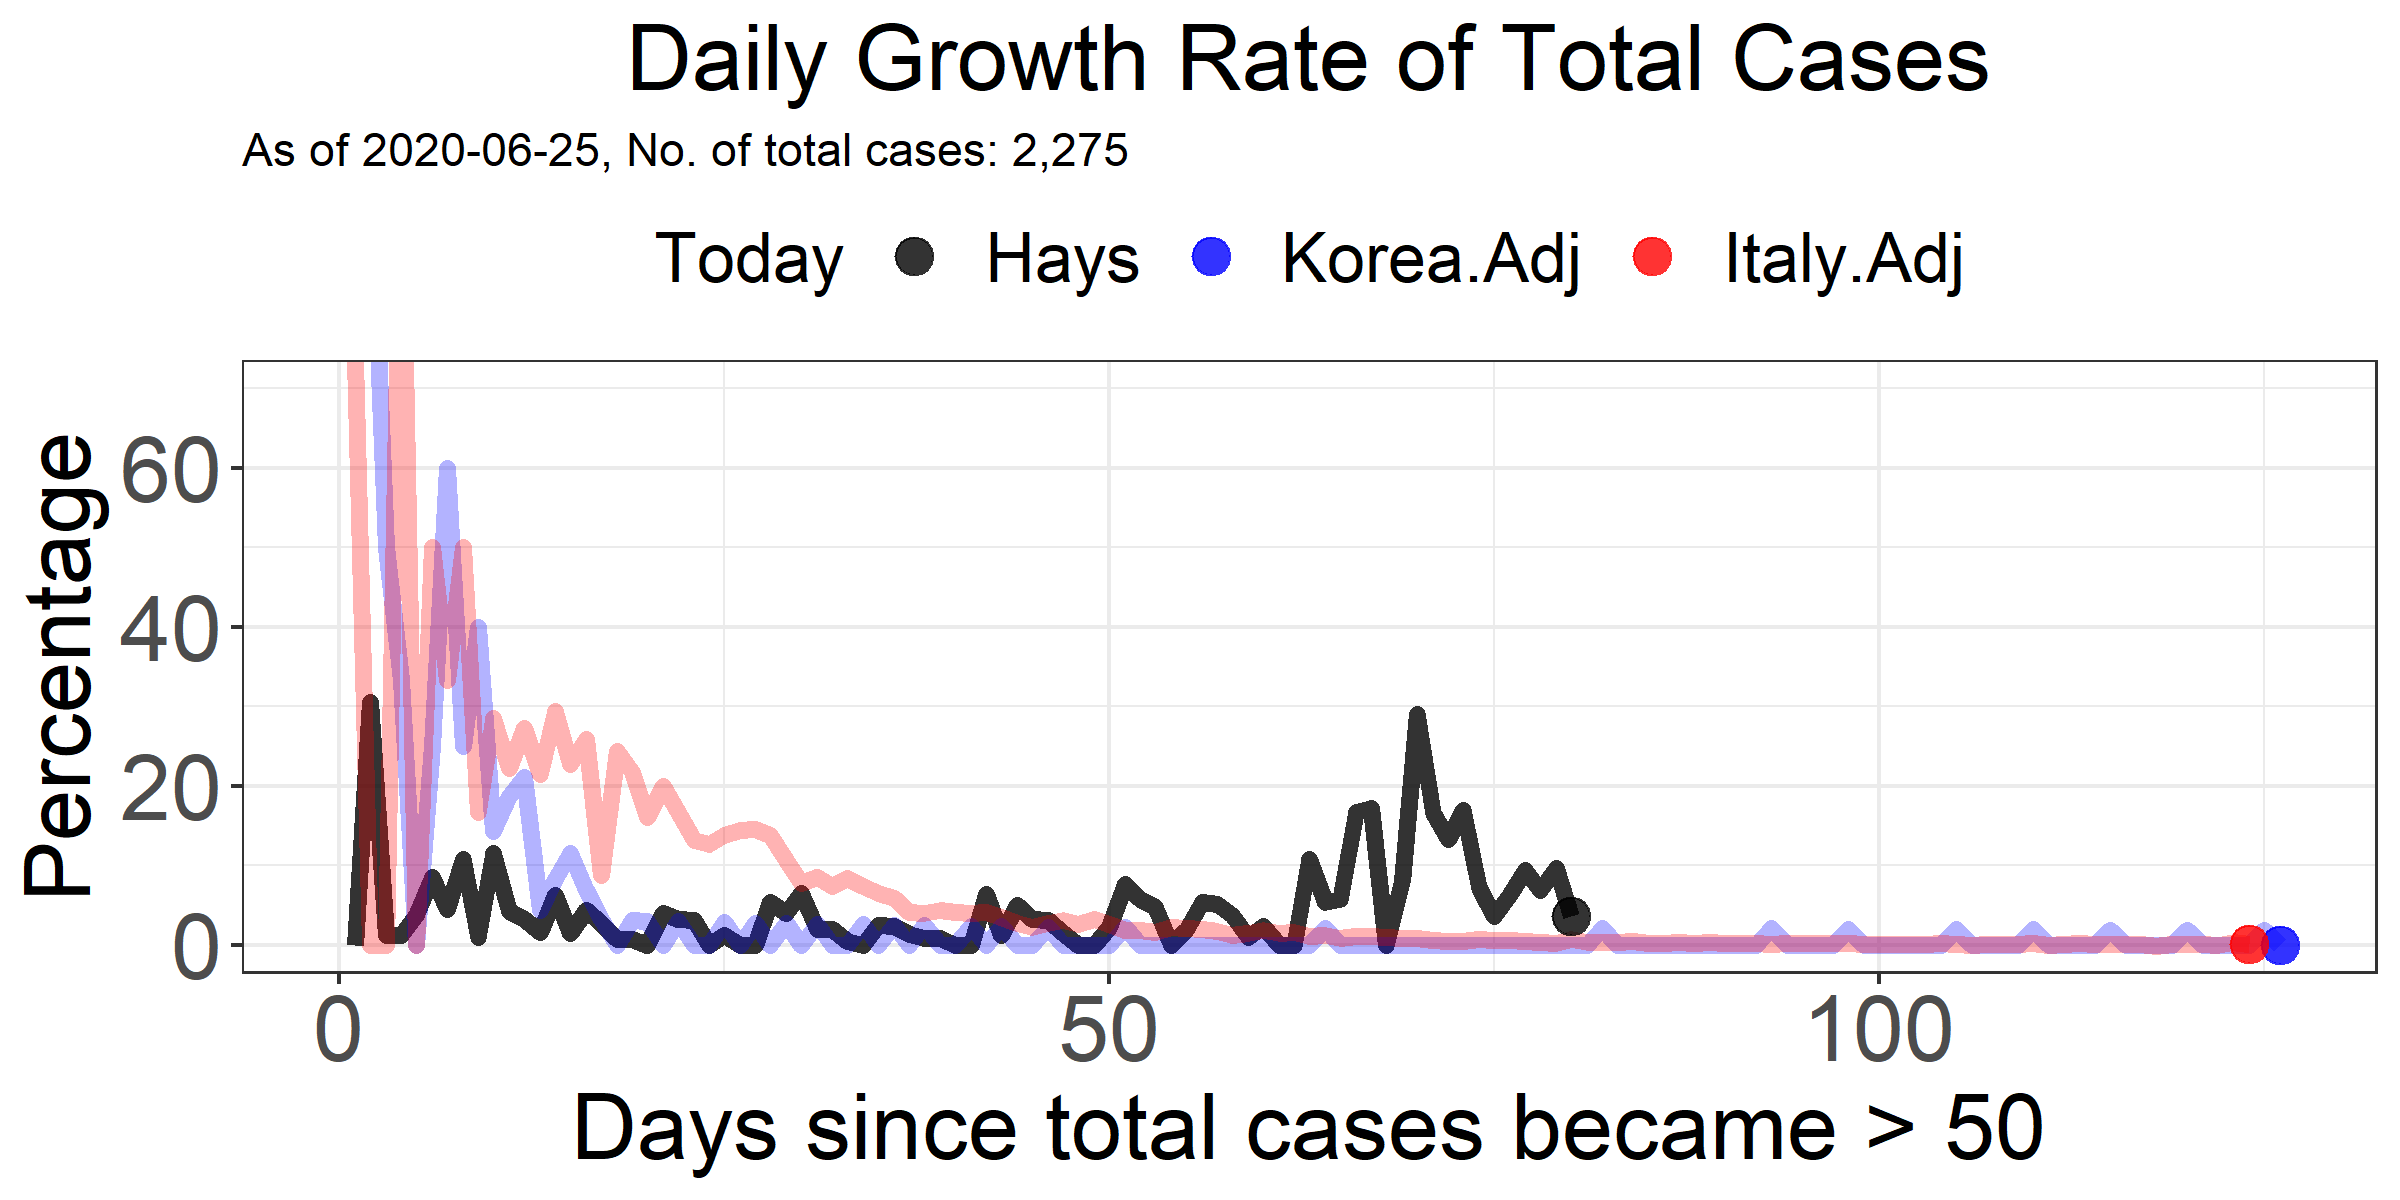 Daily Growth Rate of Total Cases
As of 2020-06-25, No. of total cases: 2,275
Today Hays Korea.Adj Italy.Adj
Percentage
60
40
20
0
0 50 100
Days since total cases became > 50